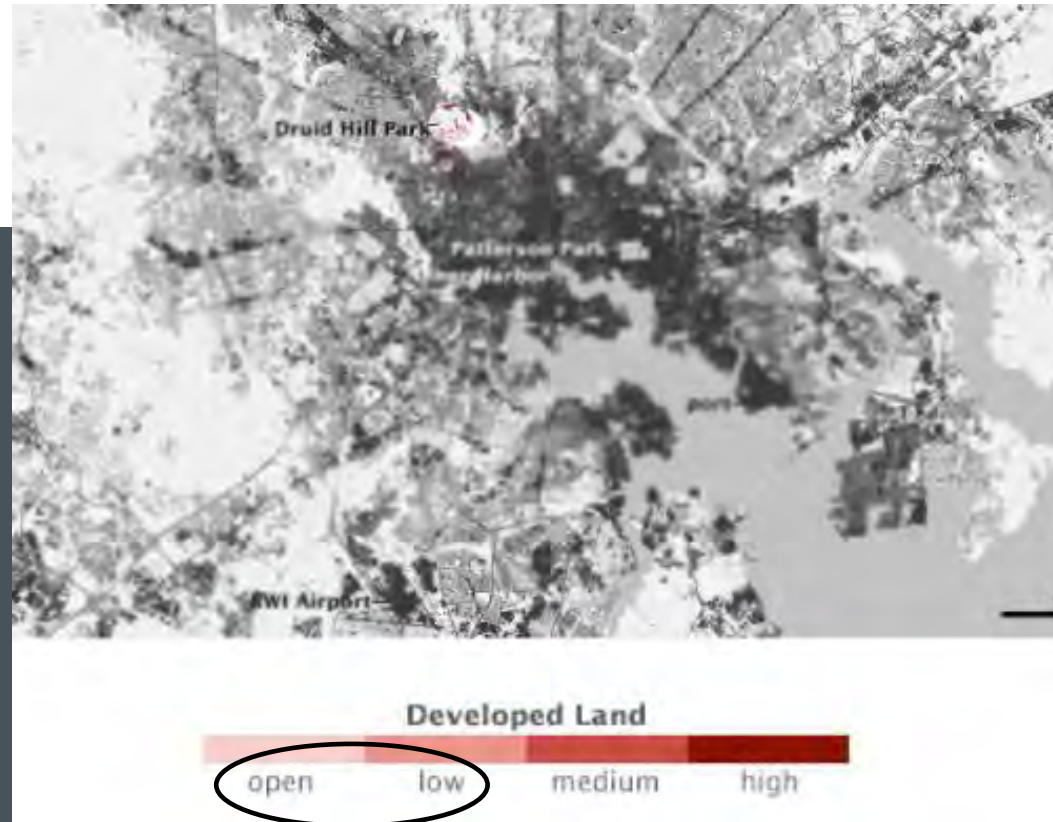 Druid Hill Park
Patterson Park
Harbor
port
BWI Airport
Developed Land
open low medium high